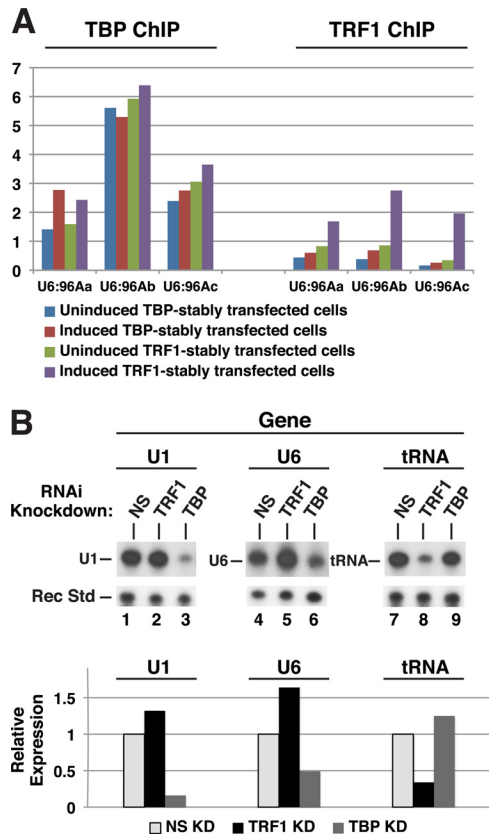 A
TBP ChIP TRF1 ChIP
7
6
5
4
3
2
1
0
U6:96Aa U6:96Ab U6:96Ac U6:96Aa U6:96Ab U6:96Ac
Uninduced TBP-stably transfected cells
Induced TBP-stably transfected cells
Uninduced TRF1-stably transfected cells
Induced TRF1-stably transfected cells
B
Gene
U1 U6 tRNA
RNAi
Knockdown:
NS TRF1 TBP NS TRF1 TBP NS TRF1 TBP
U1 U6 tRNA
Rec Std
1 2 3 4 5 6 7 8 9
U1 U6 tRNA
Relative
Expression
1.5
1
0.5
0
NS KD TRF1 KD TBP KD